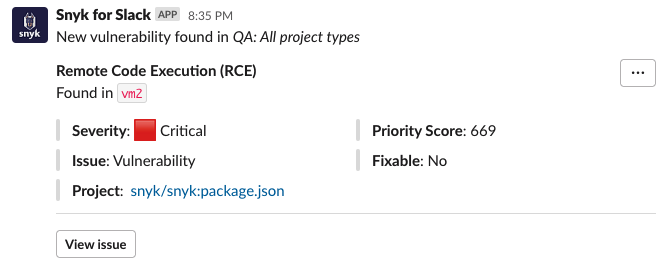 snyk
Snyk for Slack APP 8:35 PM
New vulnerability found in QA: All project types
Remote Code Execution (RCE)
...
Found in vm2
Severity: Critical
Priority Score: 669
Issue: Vulnerability
Fixable: No
Project: snyk/snyk:package.json
View issue